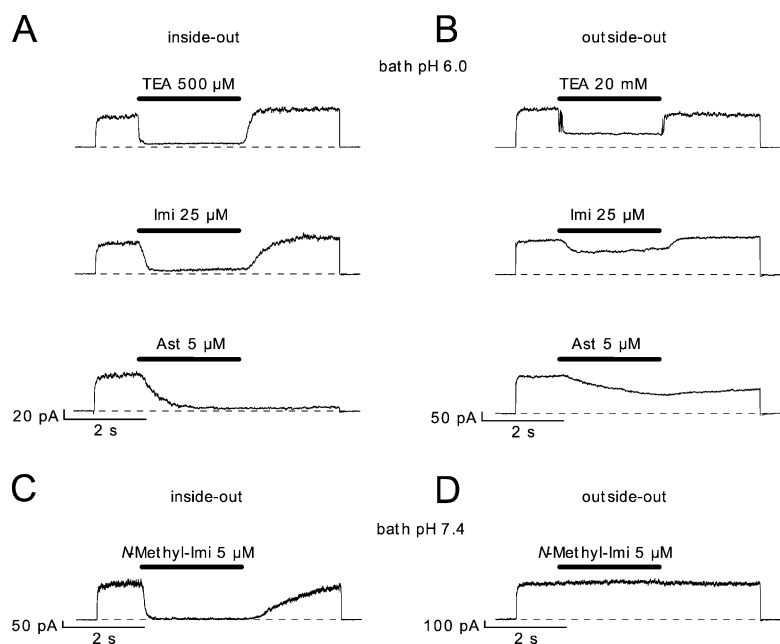 A
inside-out
B
outside-out
bath pH 6.0
TEA 500 µM
TEA 20 mM
Imi 25 µM
Imi 25 µM
Ast 5 µM
Ast 5 µM
20 pA
2 s
50 pA
2 s
C
inside-out
D
outside-out
bath pH 7.4
N-Methyl-Imi 5 µM
N-Methyl-Imi 5 µM
50 pA
2 s
100 pA
2 s